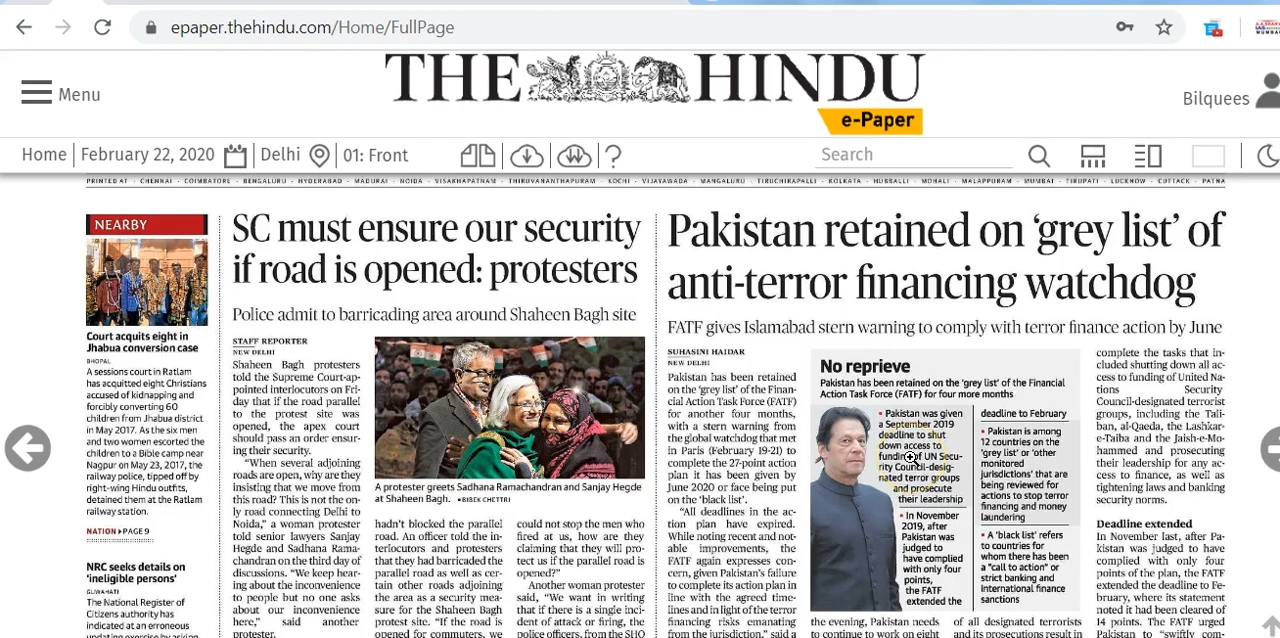 epaper.thehindu.com/Home/FullPage
Menu
THE HINDU
e-Paper
Bilquees
Home
February 22, 2020
Delhi
01: Front
?
Search
PRINTED AT · CHENNAI · COIMBATORE · BENGALURU · HYDERABAD · MADURAI · NOIDA · VISAKHAPATNAM · THIRUVANANTHAPURAM · KOCHI · VIJAYAWADA · MANGALURU · TIRUCHIRAPALLI · KOLKATA · HUBBALLI · MOHALI · MALAPPURAM · MUMBAI · TIRUPATI · LUCKNOW · CUTTACK · PATNA
NEARBY
Court acquits eight in
Jhabua conversion case
BHOPAL
A sessions court in Ratlam
has acquitted eight Christians
accused of kidnapping and
forcibly converting 60
children from Jhabua district
in May 2017. As the six men
and two women escorted the
children to a Bible camp near
Nagpur on May 23, 2017, the
railway police, tipped off by
right-wing Hindu outfits,
detained them at the Ratlam
railway station.
NATION ▸ PAGE 9
NRC seeks details on
'ineligible persons'
GUWAHATI
The National Register of
Citizens authority has
indicated at an erroneous
updating exercise by asking
SC must ensure our security
if road is opened: protesters
Police admit to barricading area around Shaheen Bagh site
STAFF REPORTER
NEW DELHI
Shaheen Bagh protesters
told the Supreme Court-ap-
pointed interlocutors on Fri-
day that if the road parallel
to the protest site was
opened, the apex court
should pass an order ensur-
ing their security.
"When several adjoining
roads are open, why are they
insisting that we move from
this road? This is not the on-
ly road connecting Delhi to
Noida," a woman protester
told senior lawyers Sanjay
Hegde and Sadhana Rama-
chandran on the third day of
discussions. "We keep hear-
ing about the inconvenience
to people but no one asks
about our inconvenience
here," said another
protester.
A protester greets Sadhana Ramachandran and Sanjay Hegde
at Shaheen Bagh. • BIBEK CHETTRI
hadn't blocked the parallel
road. An officer told the in-
terlocutors and protesters
that they had barricaded the
parallel road as well as cer-
tain other roads adjoining
the area as a security mea-
sure for the Shaheen Bagh
protest site. "If the road is
opened for commuters, we
could not stop the men who
fired at us, how are they
claiming that they will pro-
tect us if the parallel road is
opened?"
Another woman protester
said, "We want in writing
that if there is a single inci-
dent of attack or firing, the
police officers, from the SHO
Pakistan retained on 'grey list' of
anti-terror financing watchdog
FATF gives Islamabad stern warning to comply with terror finance action by June
SUHASINI HAIDAR
NEW DELHI
Pakistan has been retained
on the 'grey list' of the Finan-
cial Action Task Force (FATF)
for another four months,
with a stern warning from
the global watchdog that met
in Paris (February 19-21) to
complete the 27-point action
plan it has been given by
June 2020 or face being put
on the 'black list'.
"All deadlines in the ac-
tion plan have expired.
While noting recent and not-
able improvements, the
FATF again expresses con-
cern, given Pakistan's failure
to complete its action plan in
line with the agreed time-
lines and in light of the terror
financing risks emanating
from the jurisdiction," said a
No reprieve
Pakistan has been retained on the 'grey list' of the Financial
Action Task Force (FATF) for four more months
• Pakistan was given
a September 2019
deadline to shut
down access to
funding of UN Secu-
rity Council-desig-
nated terror groups
and prosecute
their leadership
• In November
2019, after
Pakistan was
judged to
have complied
with only four
points,
the FATF
extended the
deadline to February
• Pakistan is among
12 countries on the
'grey list' or 'other
monitored
jurisdictions' that are
being reviewed for
actions to stop terror
financing and money
laundering
• A 'black list' refers
to countries for
whom there has been
a "call to action" or
strict banking and
international finance
sanctions
the evening, Pakistan needs
to continue to work on eight
of all designated terrorists
and its prosecutions result in
complete the tasks that in-
cluded shutting down all ac-
cess to funding of United Na-
tions Security
Council-designated terrorist
groups, including the Tali-
ban, al-Qaeda, the Lashkar-
e-Taiba and the Jaish-e-Mo-
hammed and prosecuting
their leadership for any ac-
cess to finance, as well as
tightening laws and banking
security norms.
Deadline extended
In November last, after Pa-
kistan was judged to have
complied with only four
points of the plan, the FATF
extended the deadline to Fe-
bruary, where its statement
noted it had been cleared of
14 points. The FATF urged
Pakistan to "swiftly